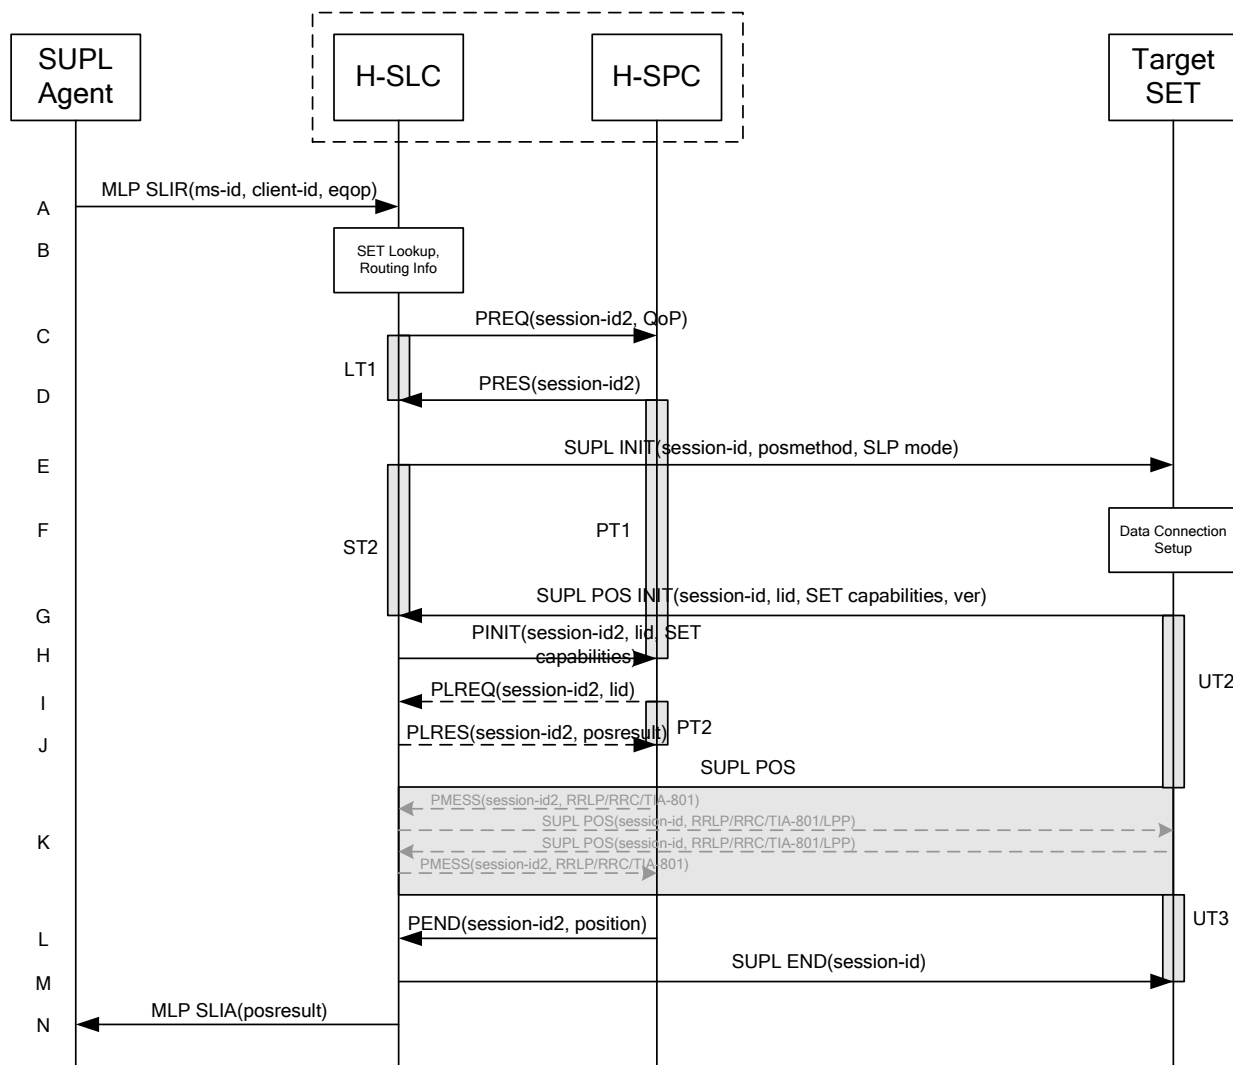 SUPL
Agent
H-SLC
H-SPC
Target
SET
MLP SLIR(ms-id, client-id, eqop)
A
B
SET Lookup,
Routing Info
C
PREQ(session-id2, QoP)
LT1
D
PRES(session-id2)
E
SUPL INIT(session-id, posmethod, SLP mode)
F
ST2
PT1
Data Connection
Setup
G
SUPL POS INIT(session-id, lid, SET capabilities, ver)
H
PINIT(session-id2, lid, SET
capabilities)
I
PLREQ(session-id2, lid)
UT2
J
PLRES(session-id2, posresult)
PT2
SUPL POS
K
PMESS(session-id2, RRLP/RRC/TIA-801)
SUPL POS(session-id, RRLP/RRC/TIA-801/LPP)
SUPL POS(session-id, RRLP/RRC/TIA-801/LPP)
PMESS(session-id2, RRLP/RRC/TIA-801)
L
PEND(session-id2, position)
UT3
M
SUPL END(session-id)
N
MLP SLIA(posresult)